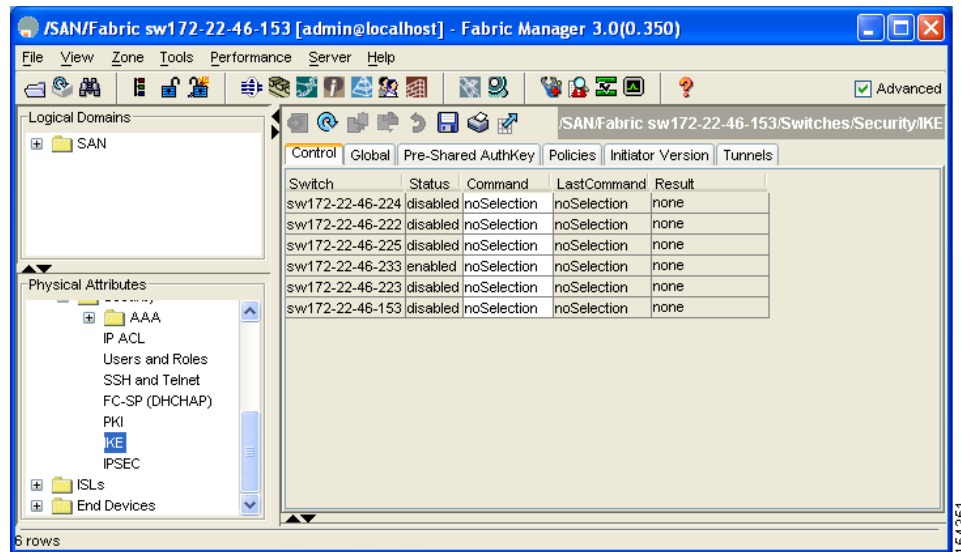 /SAN/Fabric sw172-22-46-153 [admin@localhost] - Fabric Manager 3.0(0.350)
File View Zone Tools Performance Server Help
Advanced
Logical Domains
SAN
/SAN/Fabric sw172-22-46-153/Switches/Security/IKE
Control Global Pre-Shared AuthKey Policies Initiator Version Tunnels
Switch Status Command LastCommand Result
sw172-22-46-224 disabled noSelection noSelection none
sw172-22-46-222 disabled noSelection noSelection none
sw172-22-46-225 disabled noSelection noSelection none
sw172-22-46-233 enabled noSelection noSelection none
sw172-22-46-223 disabled noSelection noSelection none
sw172-22-46-153 disabled noSelection noSelection none
Physical Attributes
AAA
IP ACL
Users and Roles
SSH and Telnet
FC-SP (DHCHAP)
PKI
IKE
IPSEC
ISLs
End Devices
6 rows